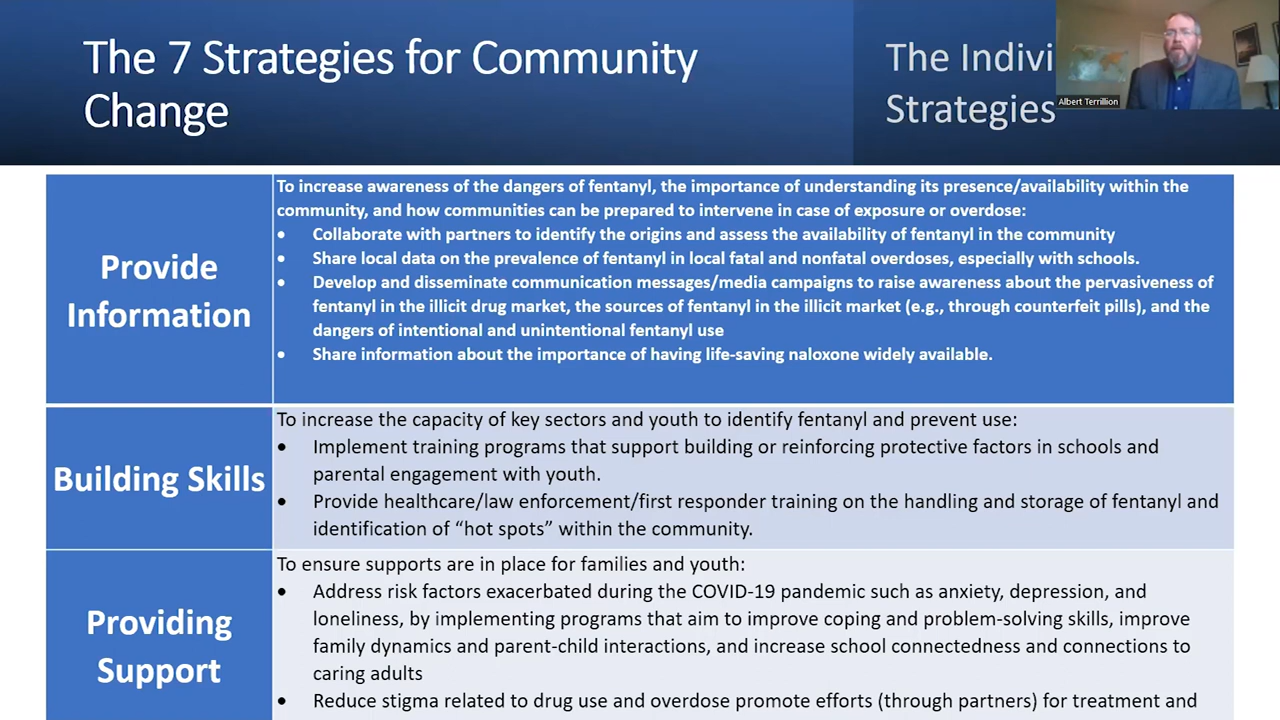 The 7 Strategies for Community
Change
The Indivi
Strategies
Albert Terrillion
Provide
Information
To increase awareness of the dangers of fentanyl, the importance of understanding its presence/availability within the
community, and how communities can be prepared to intervene in case of exposure or overdose:
• Collaborate with partners to identify the origins and assess the availability of fentanyl in the community
• Share local data on the prevalence of fentanyl in local fatal and nonfatal overdoses, especially with schools.
• Develop and disseminate communication messages/media campaigns to raise awareness about the pervasiveness of
fentanyl in the illicit drug market, the sources of fentanyl in the illicit market (e.g., through counterfeit pills), and the
dangers of intentional and unintentional fentanyl use
• Share information about the importance of having life-saving naloxone widely available.
Building Skills
To increase the capacity of key sectors and youth to identify fentanyl and prevent use:
• Implement training programs that support building or reinforcing protective factors in schools and
parental engagement with youth.
• Provide healthcare/law enforcement/first responder training on the handling and storage of fentanyl and
identification of “hot spots” within the community.
Providing
Support
To ensure supports are in place for families and youth:
• Address risk factors exacerbated during the COVID-19 pandemic such as anxiety, depression, and
loneliness, by implementing programs that aim to improve coping and problem-solving skills, improve
family dynamics and parent-child interactions, and increase school connectedness and connections to
caring adults
• Reduce stigma related to drug use and overdose promote efforts (through partners) for treatment and